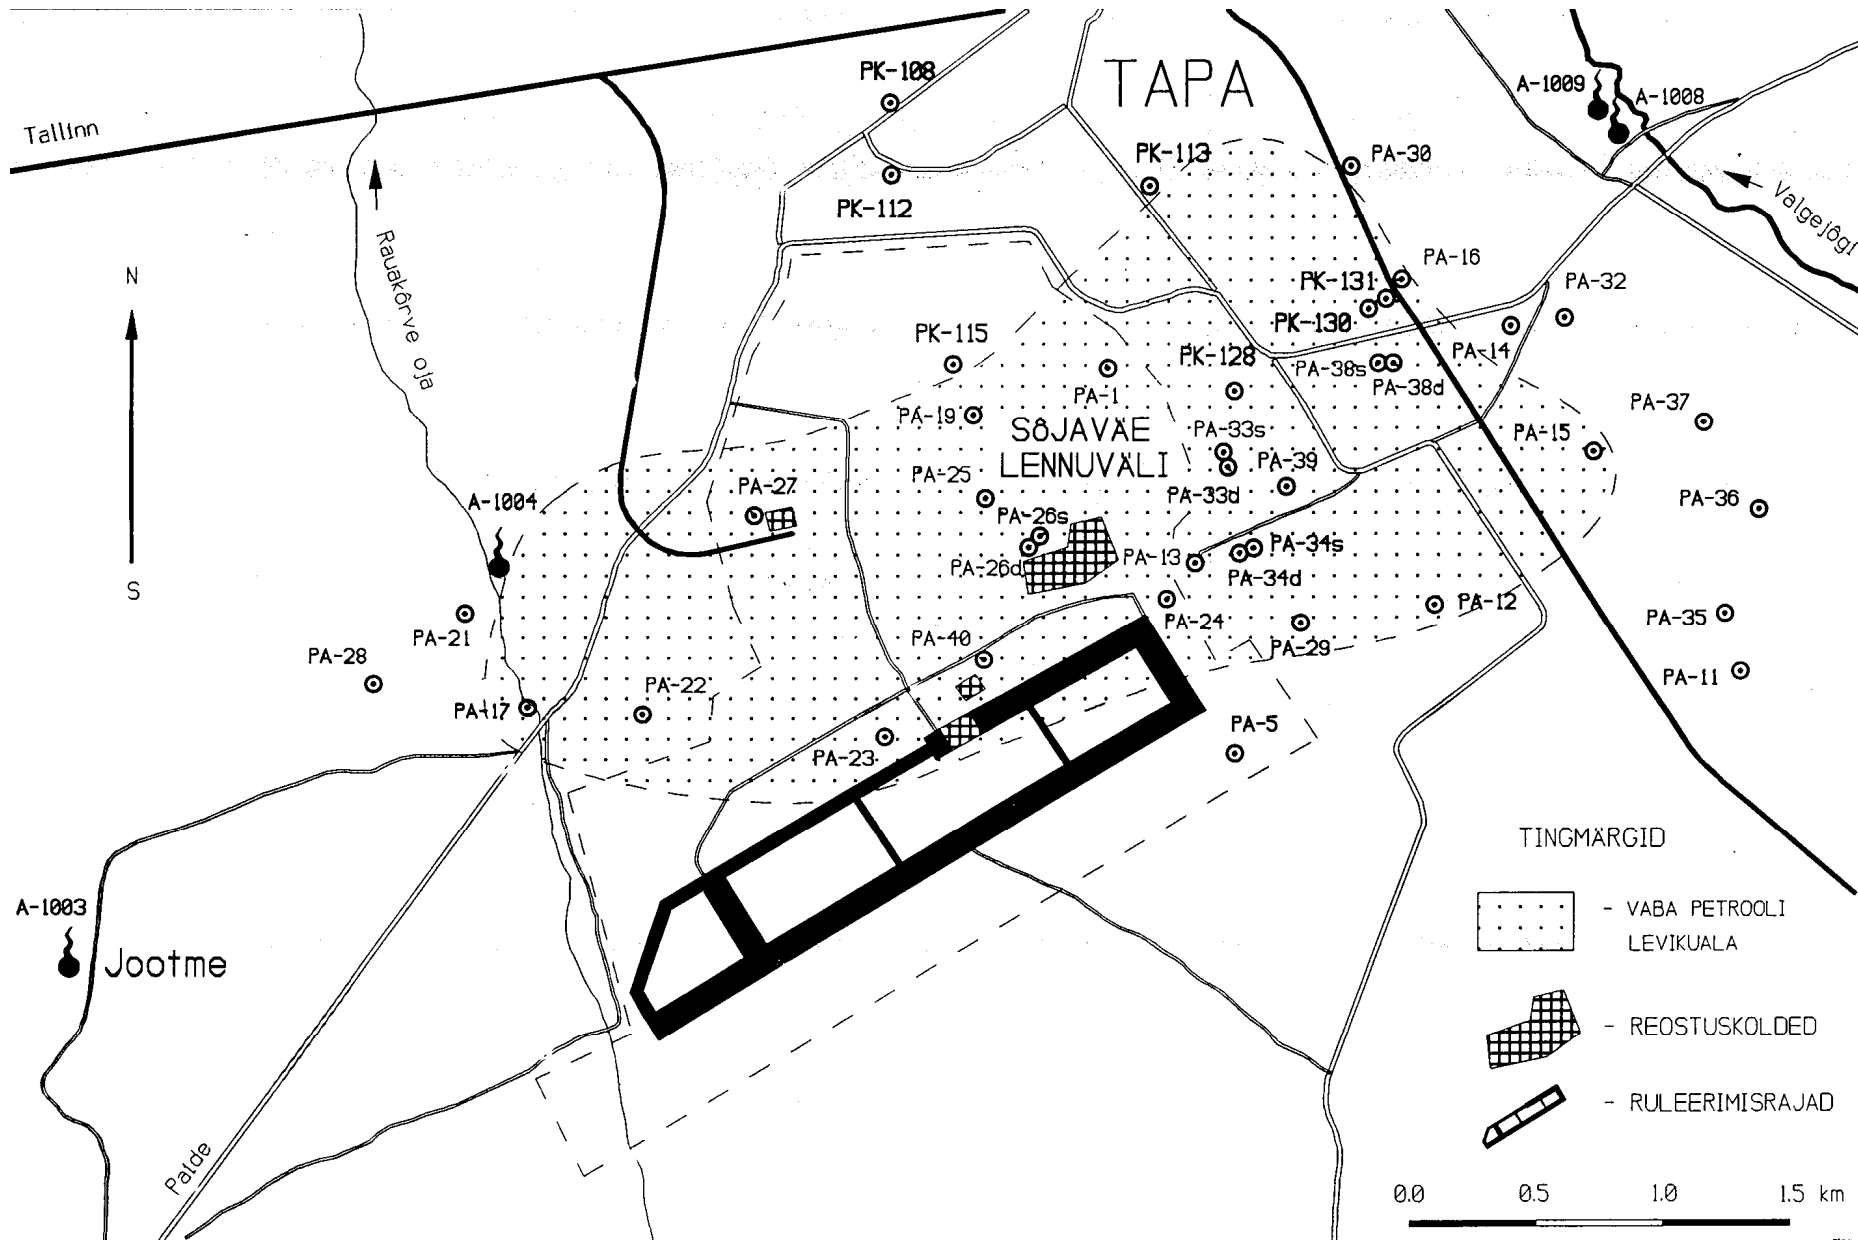 TAPA
Tallinn
PK-108
A-1009
A-1008
PK-113
PA-30
PK-112
Valgejôgi
Rauakôrve oja
N
S
PA-16
PK-131
PK-130
PA-32
PK-115
PK-128
PA-14
PA-38s
PA-38d
PA-1
PA-19
SÔJAVÄE
LENNUVÄLI
PA-33s
PA-33d
PA-39
PA-15
PA-37
PA-36
PA-25
PA-27
A-1004
PA-26s
PA-26d
PA-13
PA-34s
PA-34d
PA-24
PA-12
PA-29
PA-35
PA-11
PA-21
PA-28
PA-40
PA-22
PA-17
PA-23
PA-5
A-1003
Jootme
Paide
TINGMÄRGID
- VABA PETROOLI
LEVIKUALA
- REOSTUSKOLDED
- RULEERIMISRAJAD
0.0 0.5 1.0 1.5 km